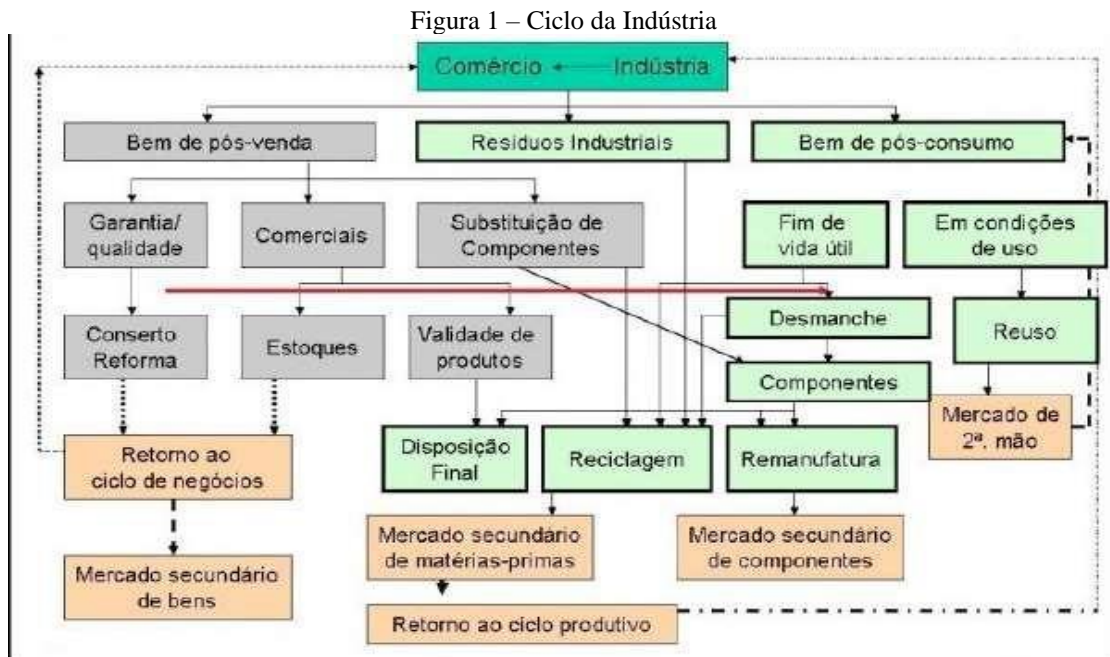 Figura 1 – Ciclo da Indústria
Comércio
Indústria
Bem de pós-venda
Resíduos Industriais
Bem de pós-consumo
Garantia/
qualidade
Comerciais
Substituição de
Componentes
Fim de
vida útil
Em condições
de uso
Conserto
Reforma
Estoques
Validade de
produtos
Desmanche
Reuso
Componentes
Retorno ao
ciclo de negócios
Disposição
Final
Reciclagem
Remanufatura
Mercado de
2ª. mão
Mercado secundário
de bens
Mercado secundário
de matérias-primas
Mercado secundário
de componentes
Retorno ao ciclo produtivo